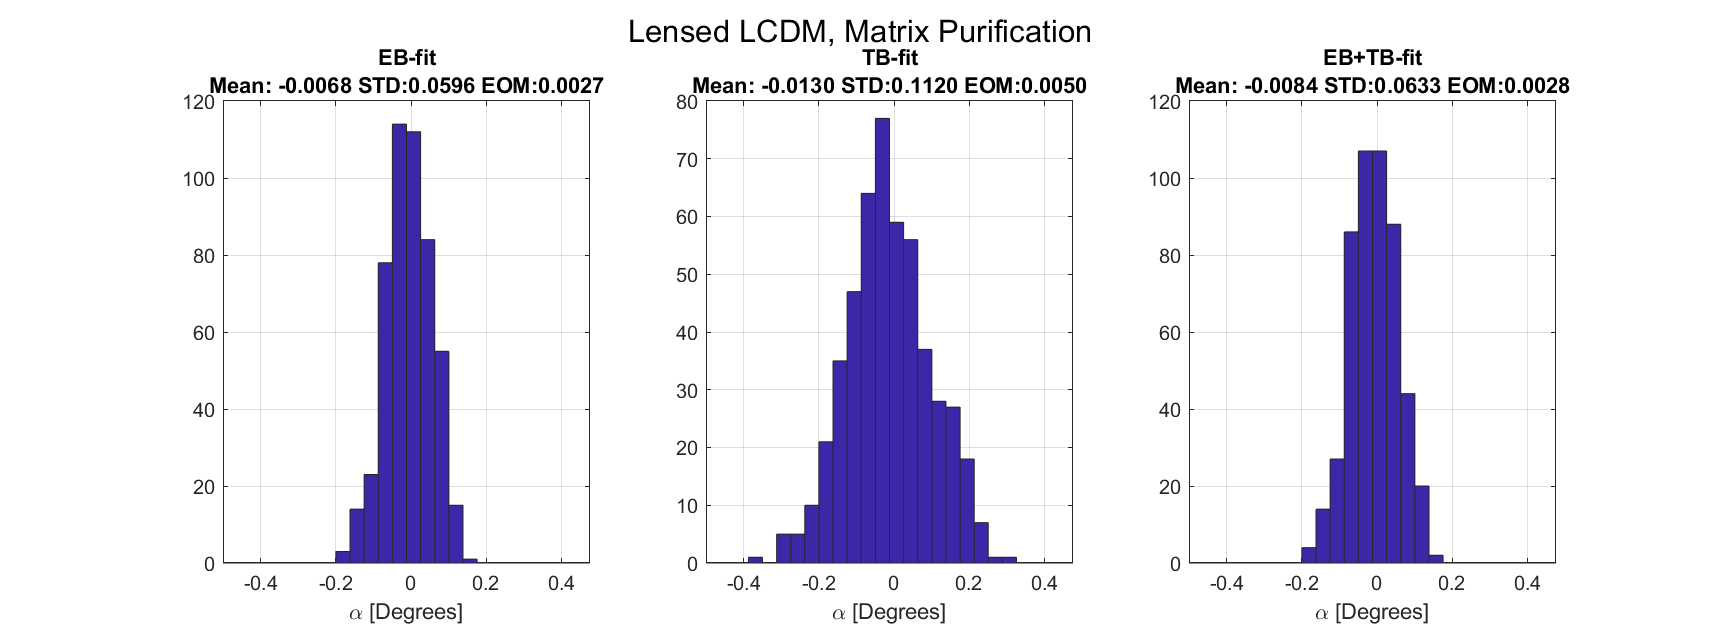 Lensed LCDM, Matrix Purification
EB-fit
Mean: -0.0068 STD:0.0596 EOM:0.0027
120
100
80
60
40
20
0
-0.4 -0.2 0 0.2 0.4
α [Degrees]
TB-fit
Mean: -0.0130 STD:0.1120 EOM:0.0050
80
70
60
50
40
30
20
10
0
-0.4 -0.2 0 0.2 0.4
α [Degrees]
EB+TB-fit
Mean: -0.0084 STD:0.0633 EOM:0.0028
120
100
80
60
40
20
0
-0.4 -0.2 0 0.2 0.4
α [Degrees]